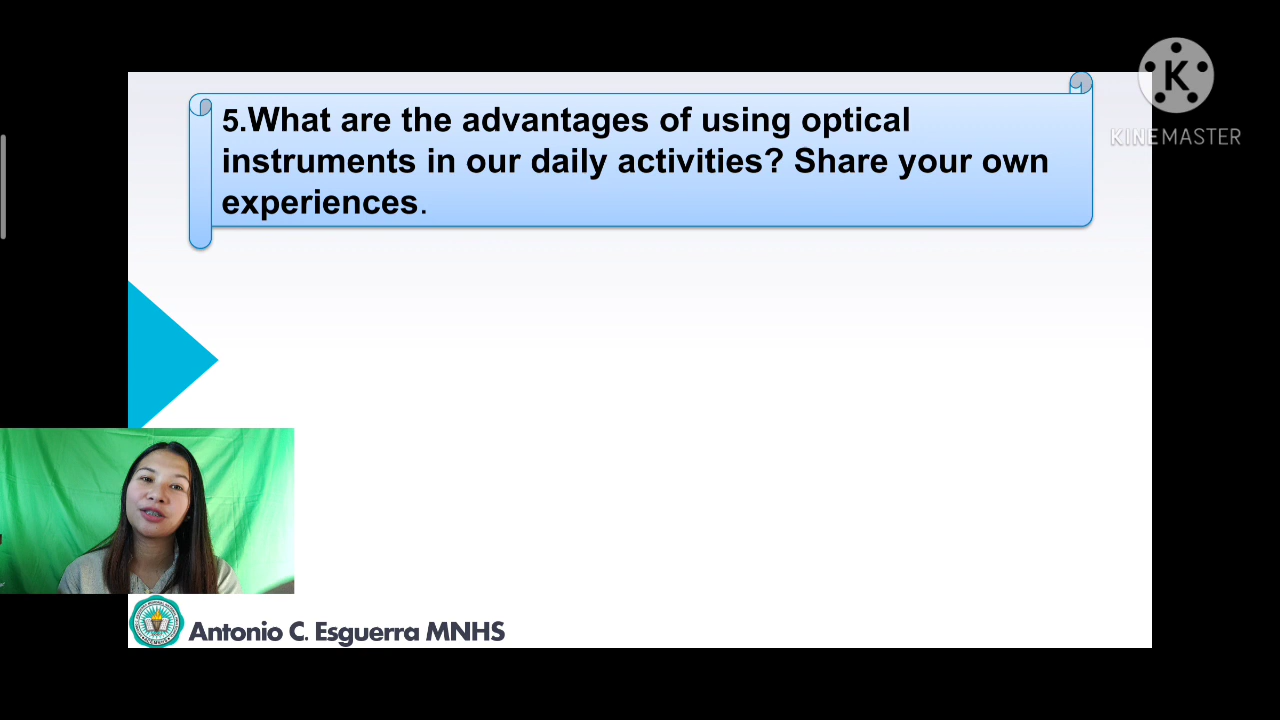 5.What are the advantages of using optical
instruments in our daily activities? Share your own
experiences.
K
KINEMASTER
Antonio C. Esguerra MNHS